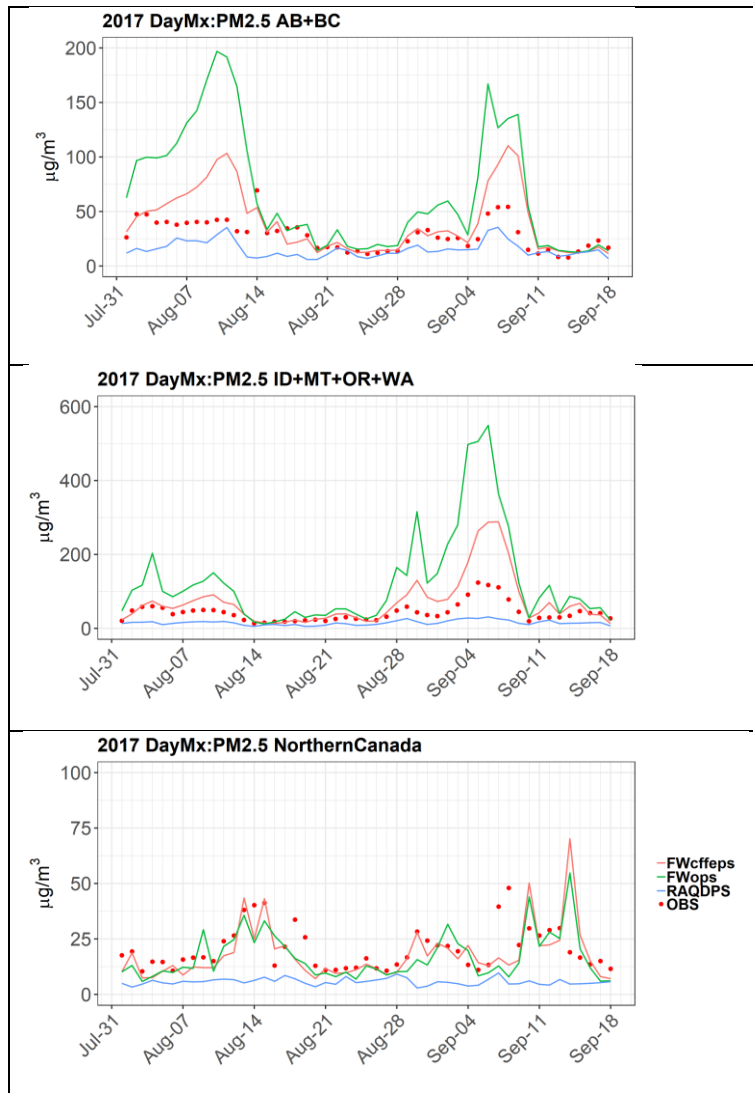 2017 DayMx:PM2.5 AB+BC
200
150
100
50
0
μg/m³
Jul-31
Aug-07
Aug-14
Aug-21
Aug-28
Sep-04
Sep-11
Sep-18
2017 DayMx:PM2.5 ID+MT+OR+WA
600
400
200
0
μg/m³
Jul-31
Aug-07
Aug-14
Aug-21
Aug-28
Sep-04
Sep-11
Sep-18
2017 DayMx:PM2.5 NorthernCanada
100
75
50
25
0
μg/m³
Jul-31
Aug-07
Aug-14
Aug-21
Aug-28
Sep-04
Sep-11
Sep-18
FWcffeps
FWops
RAQDPS
OBS